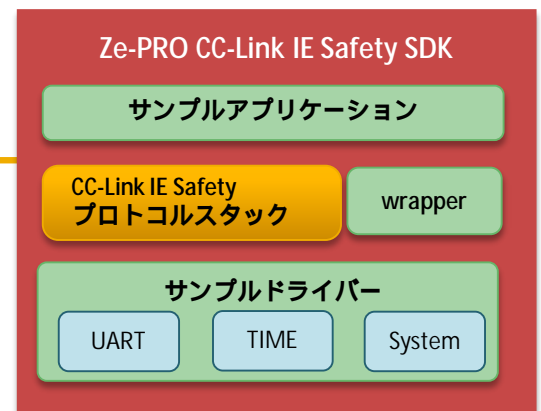 Ze-PRO CC-Link IE Safety SDK
サンプルアプリケーション
CC-Link IE Safety
プロトコルスタック
wrapper
サンプルドライバー
UART
TIME
System